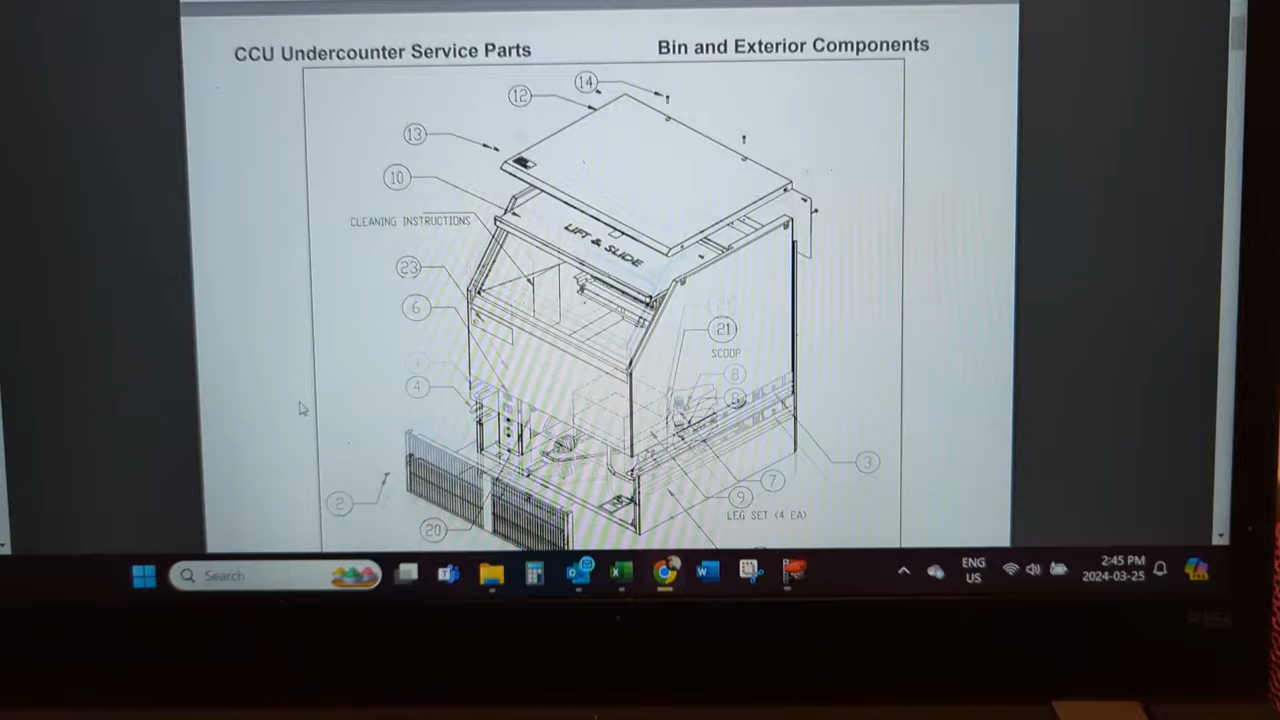 CCU Undercounter Service Parts
Bin and Exterior Components
14
12
13
10
CLEANING INSTRUCTIONS
LIFT & SLIDE
23
6
21
SCOOP
8
4
8
3
7
9
2
LEG SET (4 EA)
20
Search
ENG
US
2:45 PM
2024-03-25